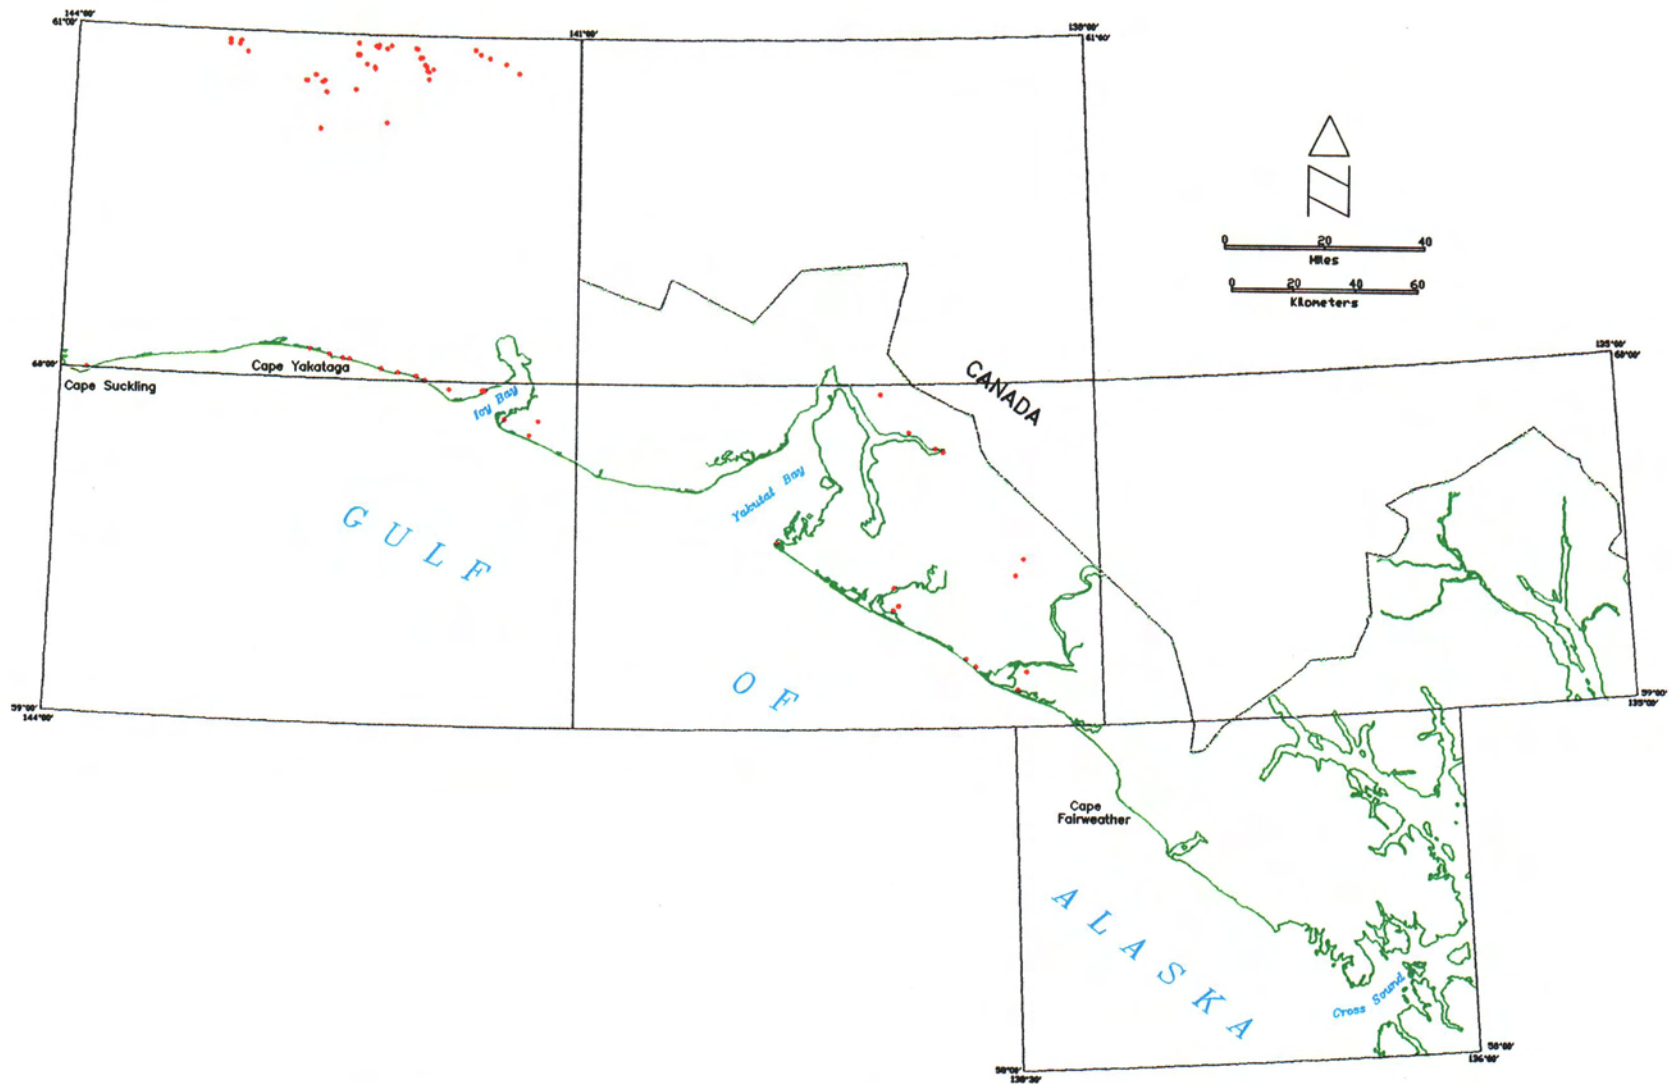 144°00'
61°00'
141°00'
138°00'
61°00'
N
0 20 40
Miles
0 20 40 60
Kilometers
CANADA
135°00'
60°00'
60°00'
Cape Suckling
Cape Yakataga
Icy Bay
Yakutat Bay
GULF
OF
ALASKA
59°00'
144°00'
59°00'
135°00'
Cape
Fairweather
Cross Sound
58°00'
138°30'
58°00'
136°00'